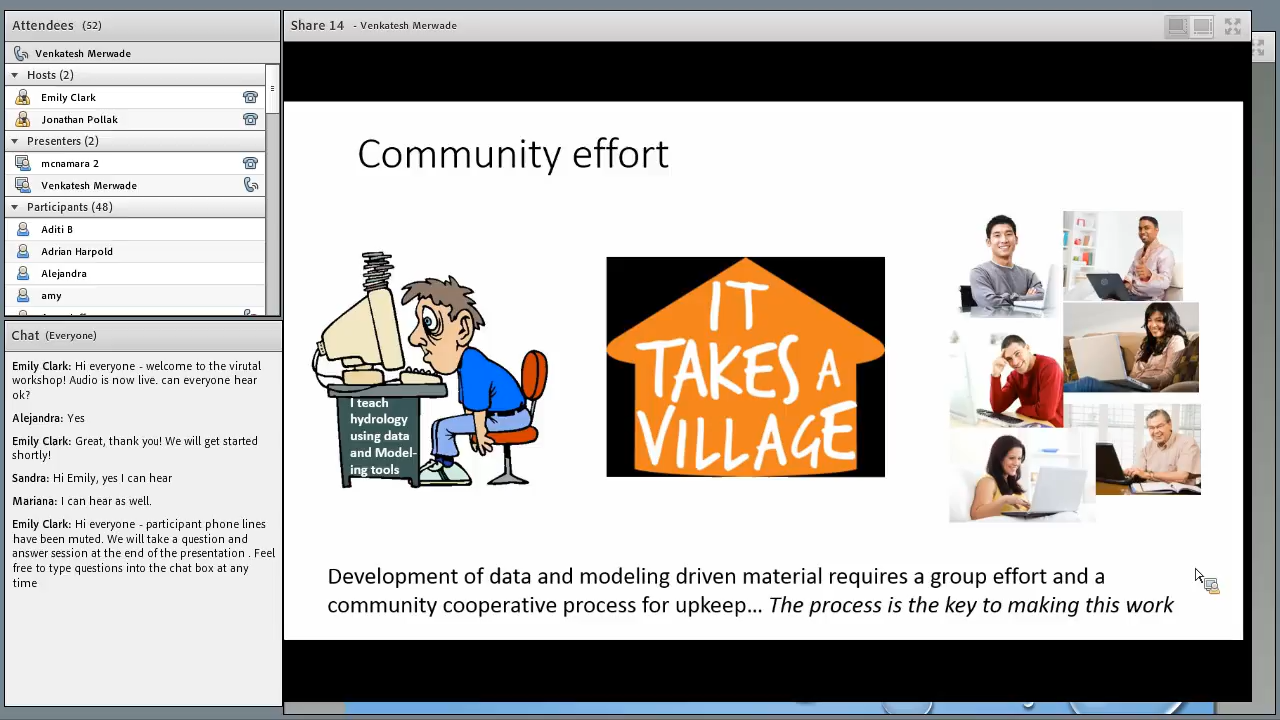 Attendees (52)
Venkatesh Merwade
Hosts (2)
Emily Clark
Jonathan Pollak
Presenters (2)
mcnamara 2
Venkatesh Merwade
Participants (48)
Aditi B
Adrian Harpold
Alejandra
amy
Chat (Everyone)
Emily Clark: Hi everyone - welcome to the virutal
workshop! Audio is now live. can everyone hear
ok?
Alejandra: Yes
Emily Clark: Great, thank you! We will get started
shortly!
Sandra: Hi Emily, yes I can hear
Mariana: I can hear as well.
Emily Clark: Hi everyone - participant phone lines
have been muted. We will take a question and
answer session at the end of the presentation . Feel
free to type questions into the chat box at any
time
Share 14 - Venkatesh Merwade
Community effort
I teach
hydrology
using data
and Model-
ing tools
IT
TAKES A
VILLAGE
Development of data and modeling driven material requires a group effort and a
community cooperative process for upkeep... The process is the key to making this work